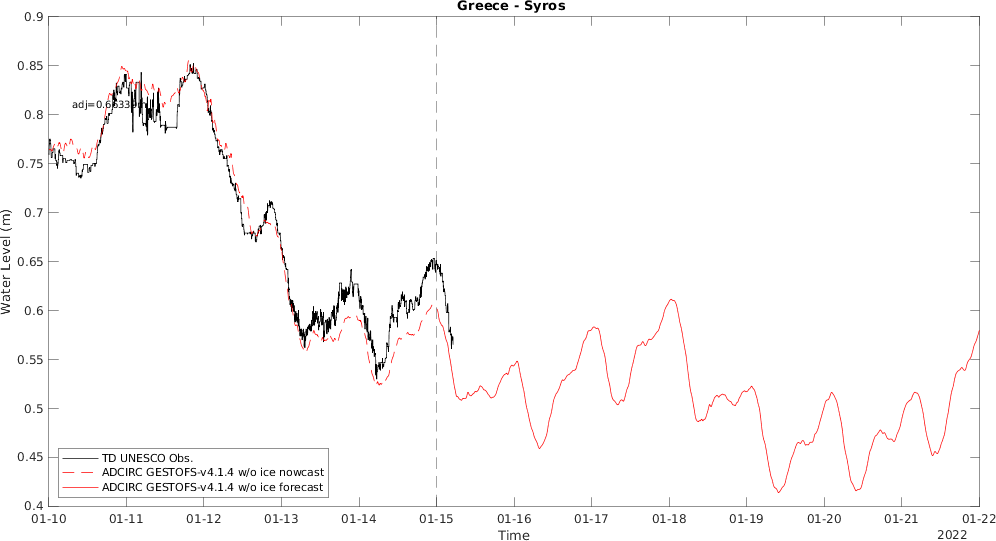 Greece - Syros
0.9
0.85
0.8
0.75
0.7
0.65
0.6
0.55
0.5
0.45
0.4
Water Level (m)
TD UNESCO Obs.
ADCIRC GESTOFS-v4.1.4 w/o ice nowcast
ADCIRC GESTOFS-v4.1.4 w/o ice forecast
01-10 01-11 01-12 01-13 01-14 01-15 01-16 01-17 01-18 01-19 01-20 01-21 01-22
Time
2022